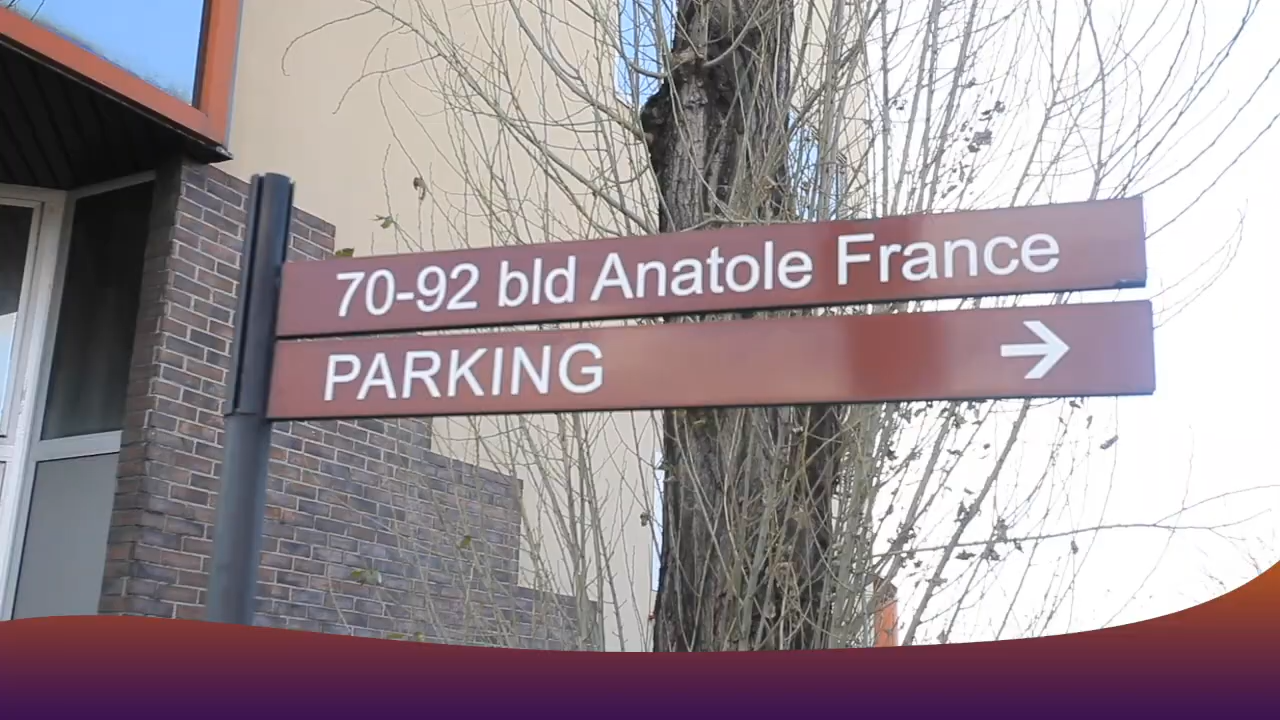 70-92 bld Anatole France
PARKING →